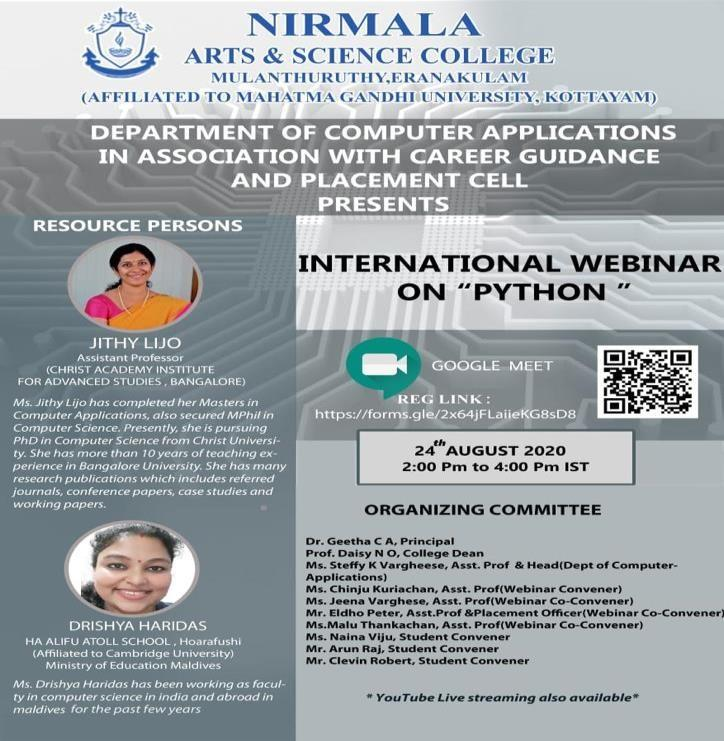 NIRMALA
ARTS & SCIENCE COLLEGE
MULANTHURUTHY,ERANAKULAM
(AFFILIATED TO MAHATMA GANDHI UNIVERSITY, KOTTAYAM)
DEPARTMENT OF COMPUTER APPLICATIONS
IN ASSOCIATION WITH CAREER GUIDANCE
AND PLACEMENT CELL
PRESENTS
RESOURCE PERSONS
JITHY LIJO
Assistant Professor
(CHRIST ACADEMY INSTITUTE
FOR ADVANCED STUDIES , BANGALORE)
Ms. Jithy Lijo has completed her Masters in
Computer Applications, also secured MPhil in
Computer Science. Presently, she is pursuing
PhD in Computer Science from Christ Universi-
ty. She has more than 10 years of teaching ex-
perience in Bangalore University. She has many
research publications which includes referred
journals, conference papers, case studies and
working papers.
DRISHYA HARIDAS
HA ALIFU ATOLL SCHOOL , Hoarafushi
(Affiliated to Cambridge University)
Ministry of Education Maldives
Ms. Drishya Haridas has been working as facul-
ty in computer science in india and abroad in
maldives for the past few years
INTERNATIONAL WEBINAR
ON “PYTHON ”
GOOGLE MEET
REG LINK :
https://forms.gle/2x64jFLaiieKG8sD8
24th AUGUST 2020
2:00 Pm to 4:00 Pm IST
ORGANIZING COMMITTEE
Dr. Geetha C A, Principal
Prof. Daisy N O, College Dean
Ms. Steffy K Vargheese, Asst. Prof & Head(Dept of Computer-
Applications)
Ms. Chinju Kuriachan, Asst. Prof(Webinar Convener)
Ms. Jeena Varghese, Asst. Prof(Webinar Co-Convener)
Mr. Eldho Peter, Asst.Prof &Placement Officer(Webinar Co-Convener)
Ms.Malu Thankachan, Asst. Prof(Webinar Co-Convener)
Ms. Naina Viju, Student Convener
Mr. Arun Raj, Student Convener
Mr. Clevin Robert, Student Convener
* YouTube Live streaming also available*